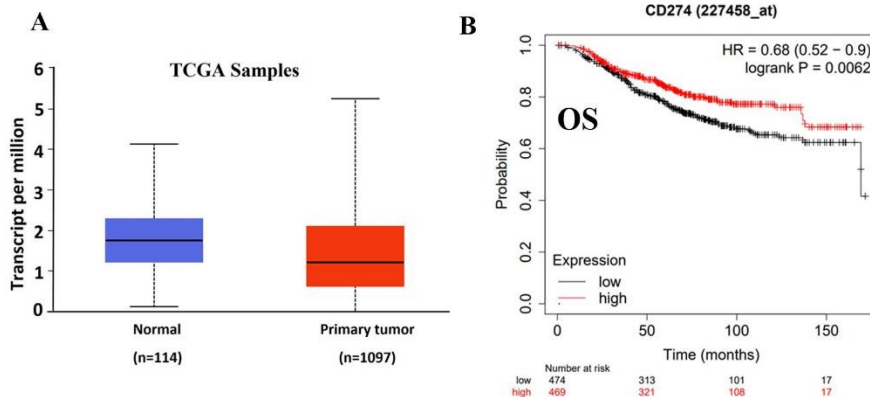 A
TCGA Samples
Transcript per million
6
5
4
3
2
1
0
Normal
(n=114)
Primary tumor
(n=1097)
B
CD274 (227458_at)
HR = 0.68 (0.52 − 0.9)
logrank P = 0.0062
OS
Probability
1.0
0.8
0.6
0.4
0.2
0.0
Expression
low
high
0 50 100 150
Time (months)
Number at risk
low 474 313 101 17
high 469 321 108 17